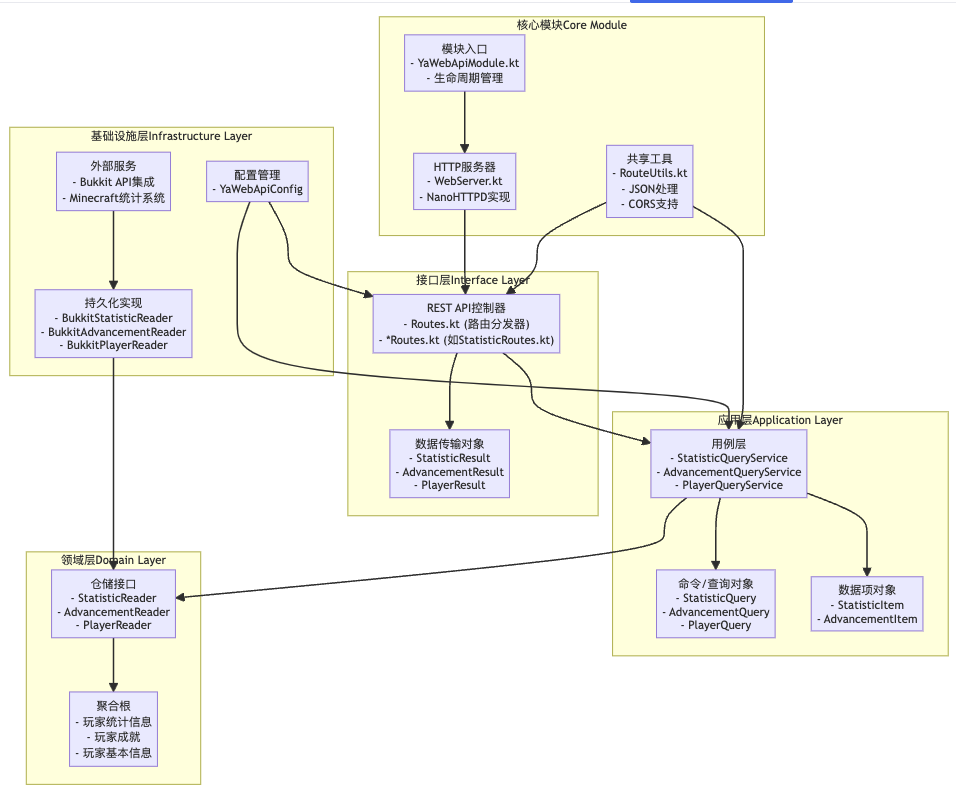 核心模块Core Module
模块入口
- YaWebApiModule.kt
- 生命周期管理
HTTP服务器
- WebServer.kt
- NanoHTTPD实现
共享工具
- RouteUtils.kt
- JSON处理
- CORS支持
基础设施层Infrastructure Layer
外部服务
- Bukkit API集成
- Minecraft统计系统
配置管理
- YaWebApiConfig
持久化实现
- BukkitStatisticReader
- BukkitAdvancementReader
- BukkitPlayerReader
接口层Interface Layer
REST API控制器
- Routes.kt (路由分发器)
- *Routes.kt (如StatisticRoutes.kt)
数据传输对象
- StatisticResult
- AdvancementResult
- PlayerResult
应用层Application Layer
用例层
- StatisticQueryService
- AdvancementQueryService
- PlayerQueryService
命令/查询对象
- StatisticQuery
- AdvancementQuery
- PlayerQuery
数据项对象
- StatisticItem
- AdvancementItem
领域层Domain Layer
仓储接口
- StatisticReader
- AdvancementReader
- PlayerReader
聚合根
- 玩家统计信息
- 玩家成就
- 玩家基本信息